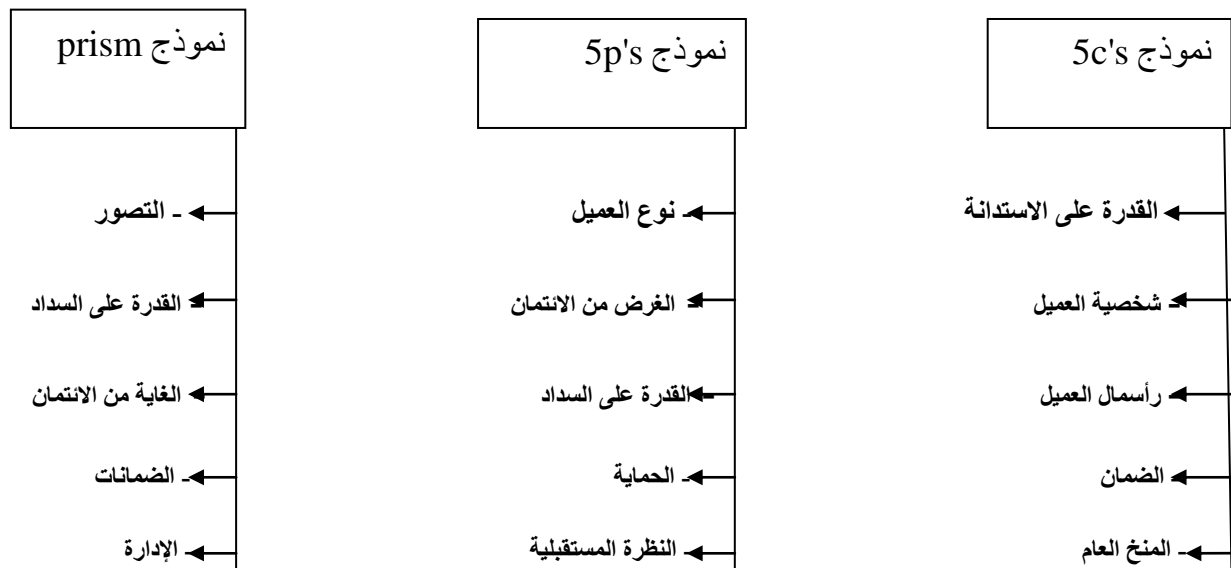 نموذج 5c's
القدرة على الاستدانة
- شخصية العميل
- رأسمال العميل
- الضمان
- المنخ العام
نموذج 5p's
- نوع العميل
- الغرض من الائتمان
- القدرة على السداد
- الحماية
- النظرة المستقبلية
نموذج prism
- التصور
- القدرة على السداد
الغاية من الائتمان
- الضمانات
- الإدارة